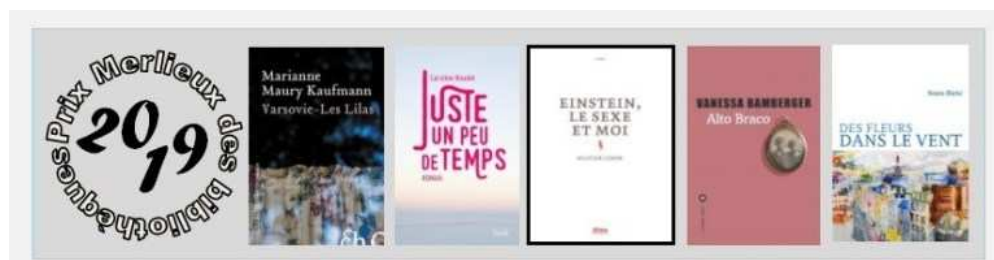 Prix Merlieux des bibliothèques
2019
Marianne
Maury Kaufmann
Varsovie-Les Lilas
JUSTE
UN PEU
DE TEMPS
ROMAN
EINSTEIN,
LE SEXE
ET MOI
VANESSA BAMBERGER
Alto Braco
DES FLEURS
DANS LE VENT